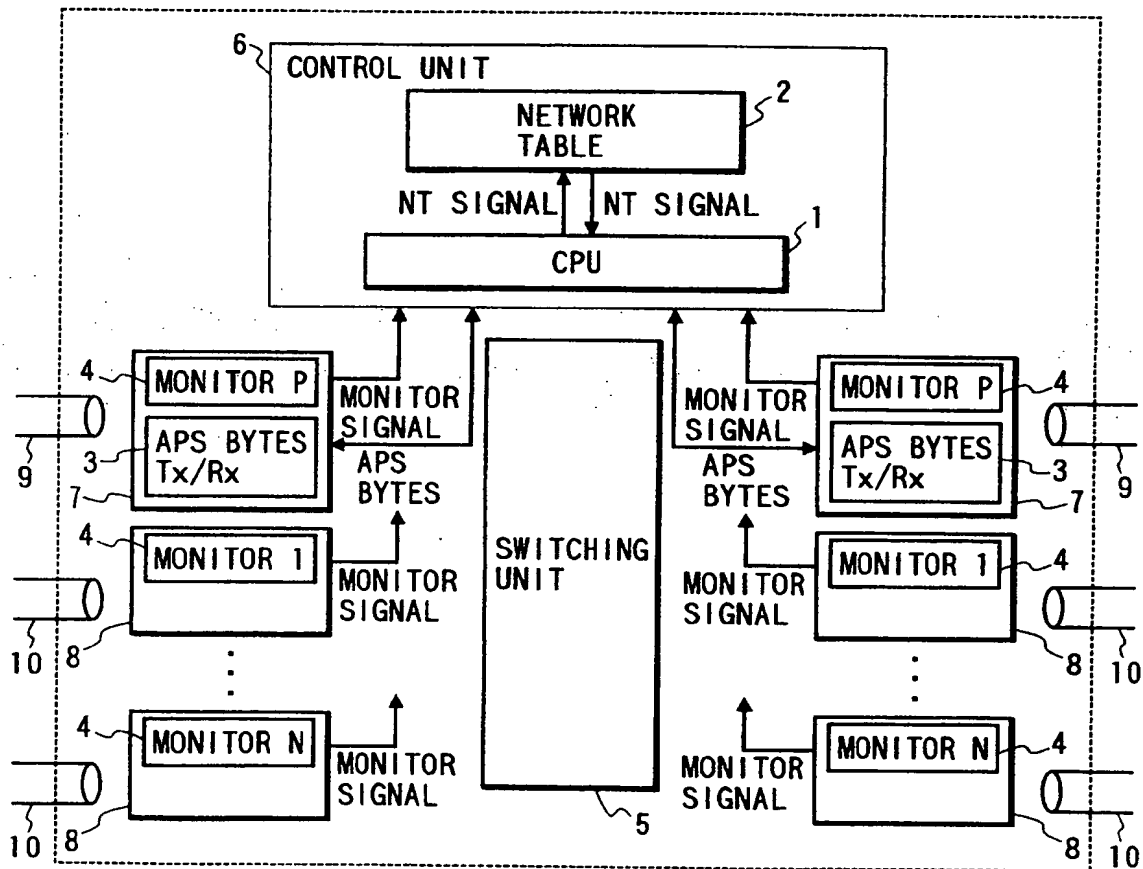 6
CONTROL UNIT
2
NETWORK
TABLE
NT SIGNAL
NT SIGNAL
1
CPU
4
MONITOR P
MONITOR
SIGNAL
3
APS BYTES
Tx/Rx
APS
BYTES
9
7
4
MONITOR 1
MONITOR
SIGNAL
10
8
4
MONITOR N
MONITOR
SIGNAL
10
8
SWITCHING
UNIT
5
MONITOR P
4
MONITOR
SIGNAL
APS BYTES
Tx/Rx
3
APS
BYTES
7
9
MONITOR 1
4
MONITOR
SIGNAL
8
10
MONITOR N
4
MONITOR
SIGNAL
8
10